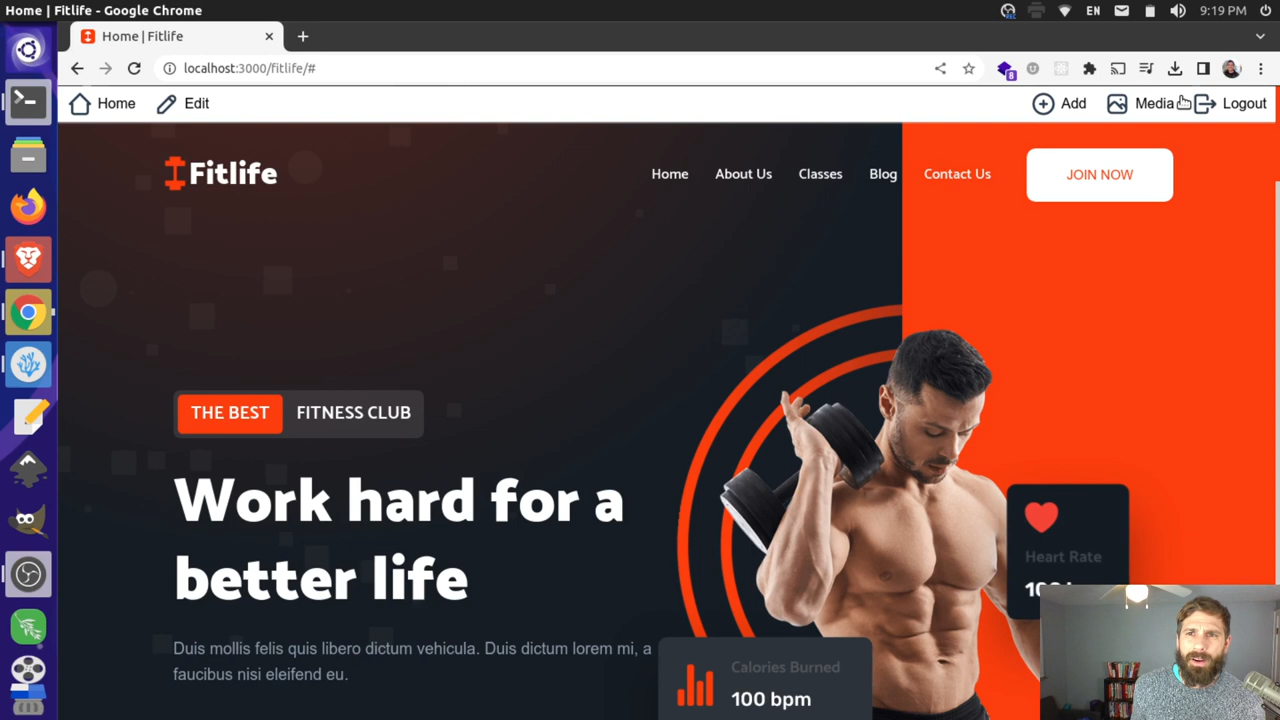 Home | Fitlife - Google Chrome
REC
EN
9:19 PM
Home | Fitlife
localhost:3000/fitlife/#
8
Home
Edit
Add
Media
Logout
Fitlife
Home
About Us
Classes
Blog
Contact Us
JOIN NOW
THE BEST
FITNESS CLUB
Work hard for a
better life
Heart Rate
Duis mollis felis quis libero dictum vehicula. Duis dictum lorem mi, a
faucibus nisi eleifend eu.
Calories Burned
100 bpm